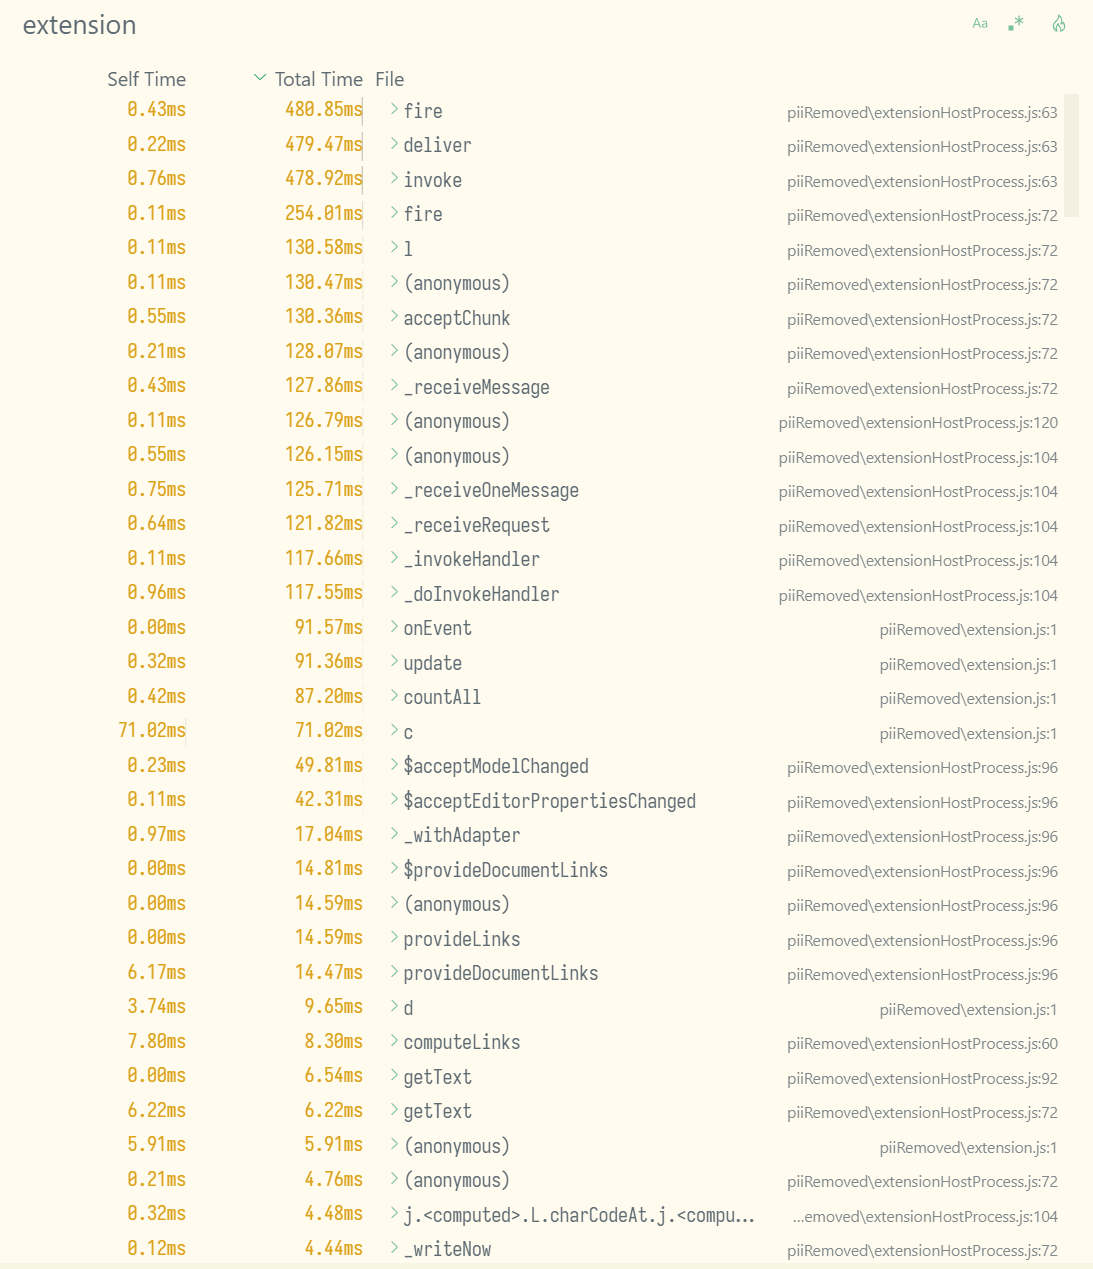 extension
Aa
Self Time Total Time File
0.43ms 480.85ms fire piiRemoved\extensionHostProcess.js:63
0.22ms 479.47ms deliver piiRemoved\extensionHostProcess.js:63
0.76ms 478.92ms invoke piiRemoved\extensionHostProcess.js:63
0.11ms 254.01ms fire piiRemoved\extensionHostProcess.js:72
0.11ms 130.58ms l piiRemoved\extensionHostProcess.js:72
0.11ms 130.47ms (anonymous) piiRemoved\extensionHostProcess.js:72
0.55ms 130.36ms acceptChunk piiRemoved\extensionHostProcess.js:72
0.21ms 128.07ms (anonymous) piiRemoved\extensionHostProcess.js:72
0.43ms 127.86ms _receiveMessage piiRemoved\extensionHostProcess.js:72
0.11ms 126.79ms (anonymous) piiRemoved\extensionHostProcess.js:120
0.55ms 126.15ms (anonymous) piiRemoved\extensionHostProcess.js:104
0.75ms 125.71ms _receiveOneMessage piiRemoved\extensionHostProcess.js:104
0.64ms 121.82ms _receiveRequest piiRemoved\extensionHostProcess.js:104
0.11ms 117.66ms _invokeHandler piiRemoved\extensionHostProcess.js:104
0.96ms 117.55ms _doInvokeHandler piiRemoved\extensionHostProcess.js:104
0.00ms 91.57ms onEvent piiRemoved\extension.js:1
0.32ms 91.36ms update piiRemoved\extension.js:1
0.42ms 87.20ms countAll piiRemoved\extension.js:1
71.02ms 71.02ms c piiRemoved\extension.js:1
0.23ms 49.81ms $acceptModelChanged piiRemoved\extensionHostProcess.js:96
0.11ms 42.31ms $acceptEditorPropertiesChanged piiRemoved\extensionHostProcess.js:96
0.97ms 17.04ms _withAdapter piiRemoved\extensionHostProcess.js:96
0.00ms 14.81ms $provideDocumentLinks piiRemoved\extensionHostProcess.js:96
0.00ms 14.59ms (anonymous) piiRemoved\extensionHostProcess.js:96
0.00ms 14.59ms provideLinks piiRemoved\extensionHostProcess.js:96
6.17ms 14.47ms provideDocumentLinks piiRemoved\extensionHostProcess.js:96
3.74ms 9.65ms d piiRemoved\extension.js:1
7.80ms 8.30ms computeLinks piiRemoved\extensionHostProcess.js:60
0.00ms 6.54ms getText piiRemoved\extensionHostProcess.js:92
6.22ms 6.22ms getText piiRemoved\extensionHostProcess.js:72
5.91ms 5.91ms (anonymous) piiRemoved\extension.js:1
0.21ms 4.76ms (anonymous) piiRemoved\extensionHostProcess.js:72
0.32ms 4.48ms j.<computed>.L.charCodeAt.j.<compu... ...emoved\extensionHostProcess.js:104
0.12ms 4.44ms _writeNow piiRemoved\extensionHostProcess.js:72